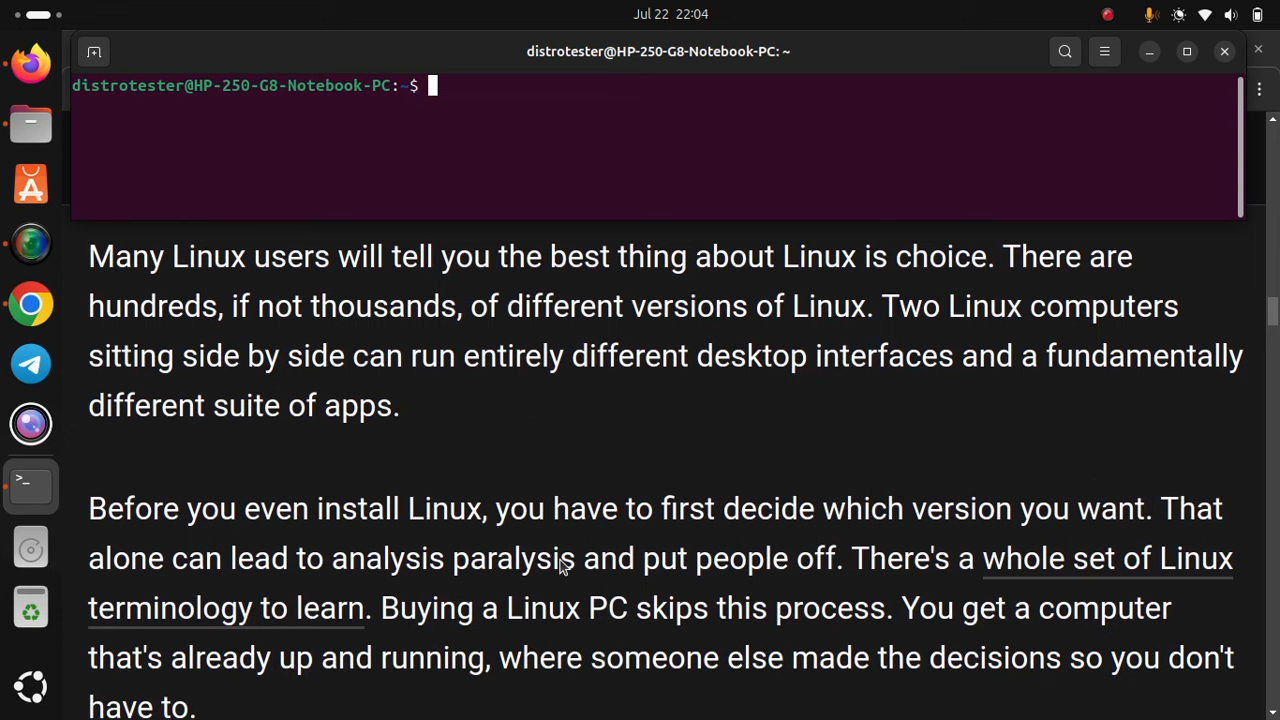 Jul 22 22:04
distrotester@HP-250-G8-Notebook-PC: ~
distrotester@HP-250-G8-Notebook-PC:~$
Many Linux users will tell you the best thing about Linux is choice. There are
hundreds, if not thousands, of different versions of Linux. Two Linux computers
sitting side by side can run entirely different desktop interfaces and a fundamentally
different suite of apps.
Before you even install Linux, you have to first decide which version you want. That
alone can lead to analysis paralysis and put people off. There's a whole set of Linux
terminology to learn. Buying a Linux PC skips this process. You get a computer
that's already up and running, where someone else made the decisions so you don't
have to.